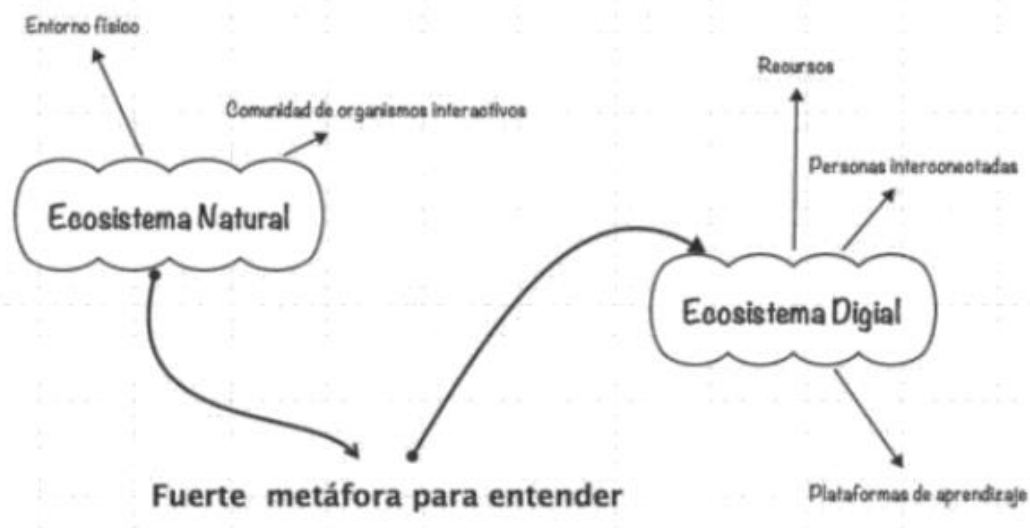 Entorno físico
Comunidad de organismos interactivos
Ecosistema Natural
Fuerte metáfora para entender
Recursos
Personas interconectadas
Ecosistema Digial
Plataformas de aprendizaje